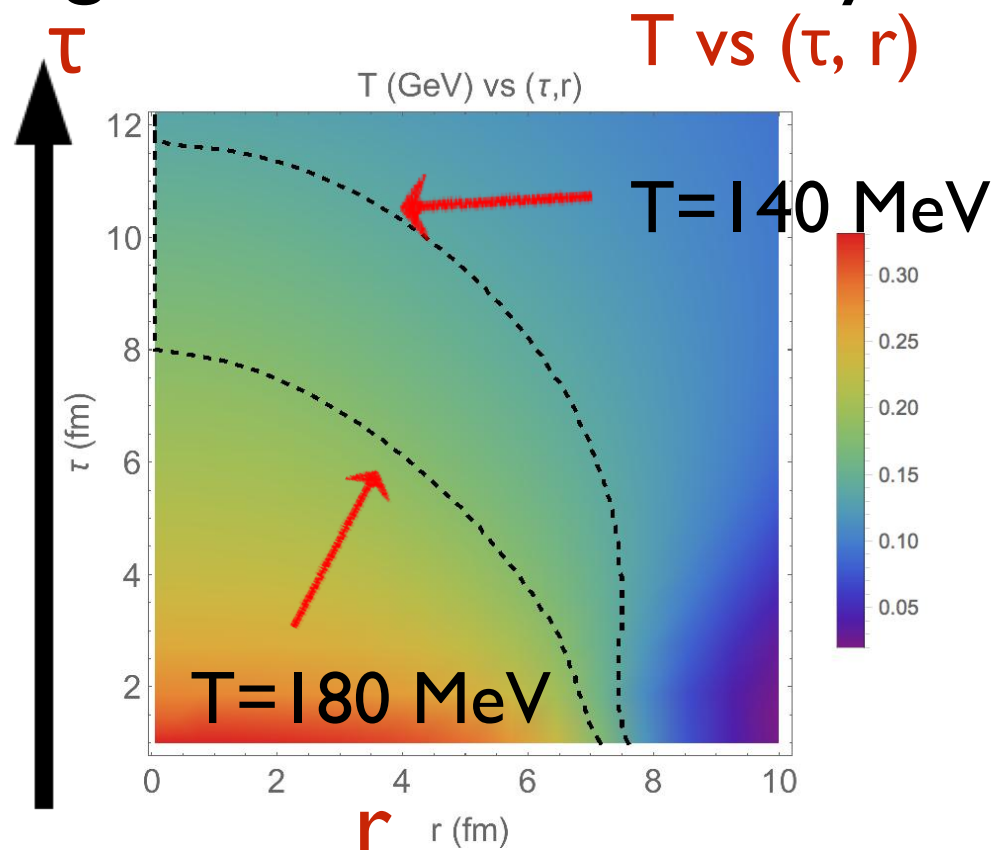 τ
T vs (τ, r)
T (GeV) vs (τ,r)
T=140 MeV
T=180 MeV
12
10
8
6
4
2
τ (fm)
0 2 4 6 8 10
r
r (fm)
0.30
0.25
0.20
0.15
0.10
0.05